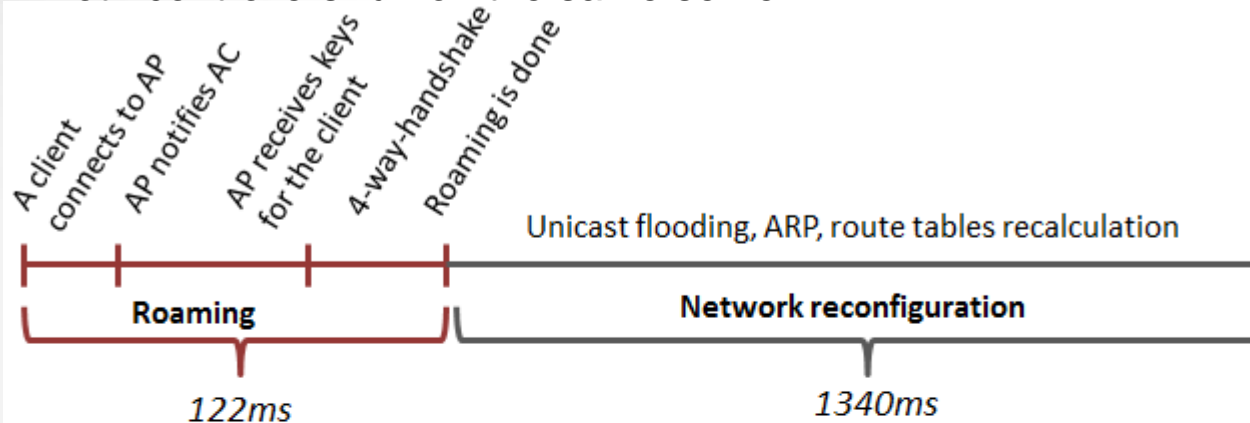 A client
connects to AP
AP notifies AC
AP receives keys
for the client
4-way-handshake
Roaming is done
Unicast flooding, ARP, route tables recalculation
Roaming
Network reconfiguration
122ms
1340ms